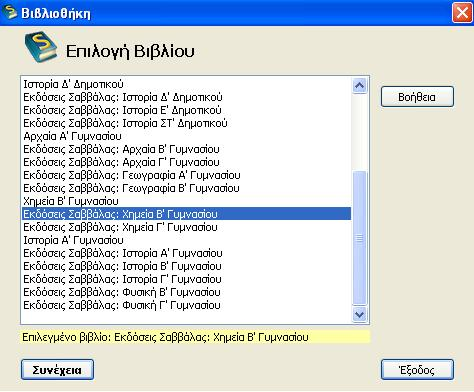 Βιβλιοθήκη
Επιλογή Βιβλίου
Ιστορία Δ' Δημοτικού
Εκδόσεις Σαββάλας: Ιστορία Δ' Δημοτικού
Εκδόσεις Σαββάλας: Ιστορία Ε' Δημοτικού
Εκδόσεις Σαββάλας: Ιστορία ΣΤ' Δημοτικού
Αρχαία Α' Γυμνασίου
Εκδόσεις Σαββάλας: Αρχαία Β' Γυμνασίου
Εκδόσεις Σαββάλας: Αρχαία Γ' Γυμνασίου
Εκδόσεις Σαββάλας: Γεωγραφία Α' Γυμνασίου
Εκδόσεις Σαββάλας: Γεωγραφία Β' Γυμνασίου
Χημεία Β' Γυμνασίου
Εκδόσεις Σαββάλας: Χημεία Β' Γυμνασίου
Εκδόσεις Σαββάλας: Χημεία Γ' Γυμνασίου
Ιστορία Α' Γυμνασίου
Εκδόσεις Σαββάλας: Ιστορία Α' Γυμνασίου
Εκδόσεις Σαββάλας: Ιστορία Β' Γυμνασίου
Εκδόσεις Σαββάλας: Ιστορία Γ' Γυμνασίου
Εκδόσεις Σαββάλας: Φυσική Β' Γυμνασίου
Εκδόσεις Σαββάλας: Φυσική Γ' Γυμνασίου
Βοήθεια
Επιλεγμένο βιβλίο: Εκδόσεις Σαββάλας: Χημεία Β' Γυμνασίου
Συνέχεια
Έξοδος